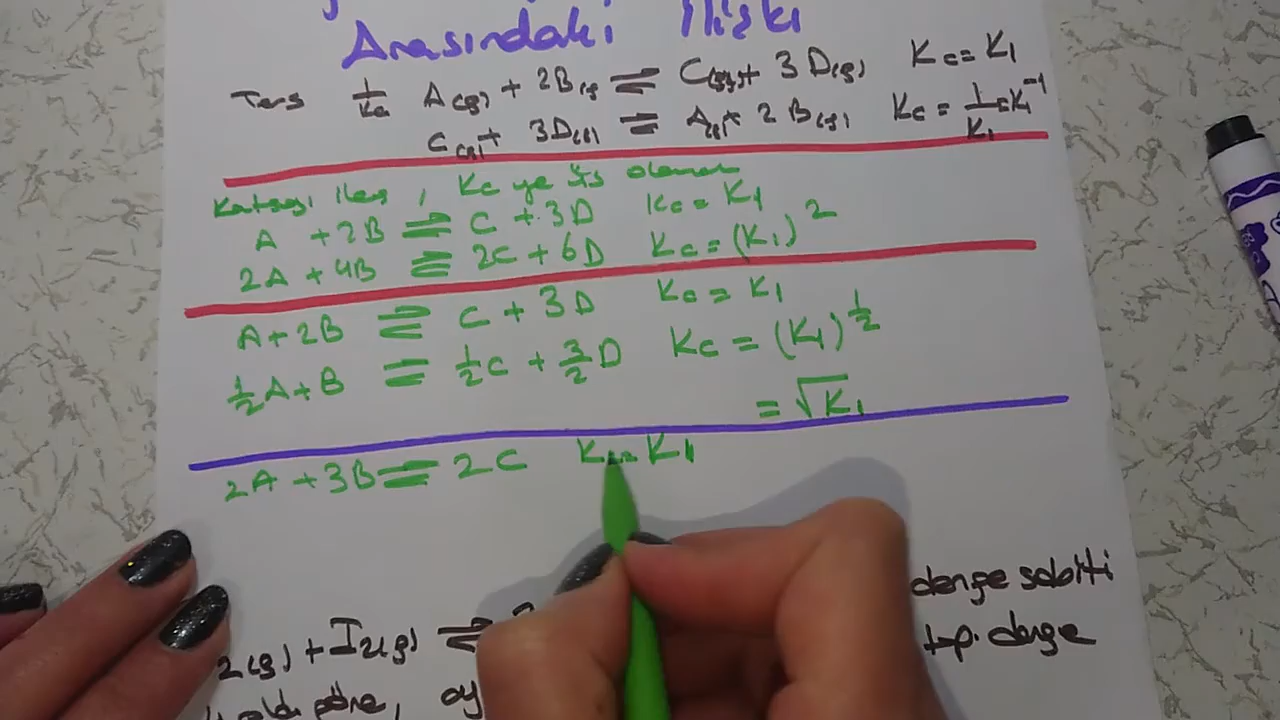 Arasındaki İlişki
Ters 1/Kc A(g) + 2B(g) ⇌ C(g) + 3D(g) Kc = K1
C(g) + 3D(g) ⇌ A(g) + 2B(g) Kc = 1/K1 = K1^-1
Katsayı ile, Kc ye üs olarak
A + 2B ⇌ C + 3D Kc = K1
2A + 4B ⇌ 2C + 6D Kc = (K1)^2
A + 2B ⇌ C + 3D Kc = K1
1/2A + B ⇌ 1/2C + 3/2D Kc = (K1)^1/2
= √K1
2A + 3B ⇌ 2C K = K1
denge sabiti
2(g) + I2(g) ⇌ denge